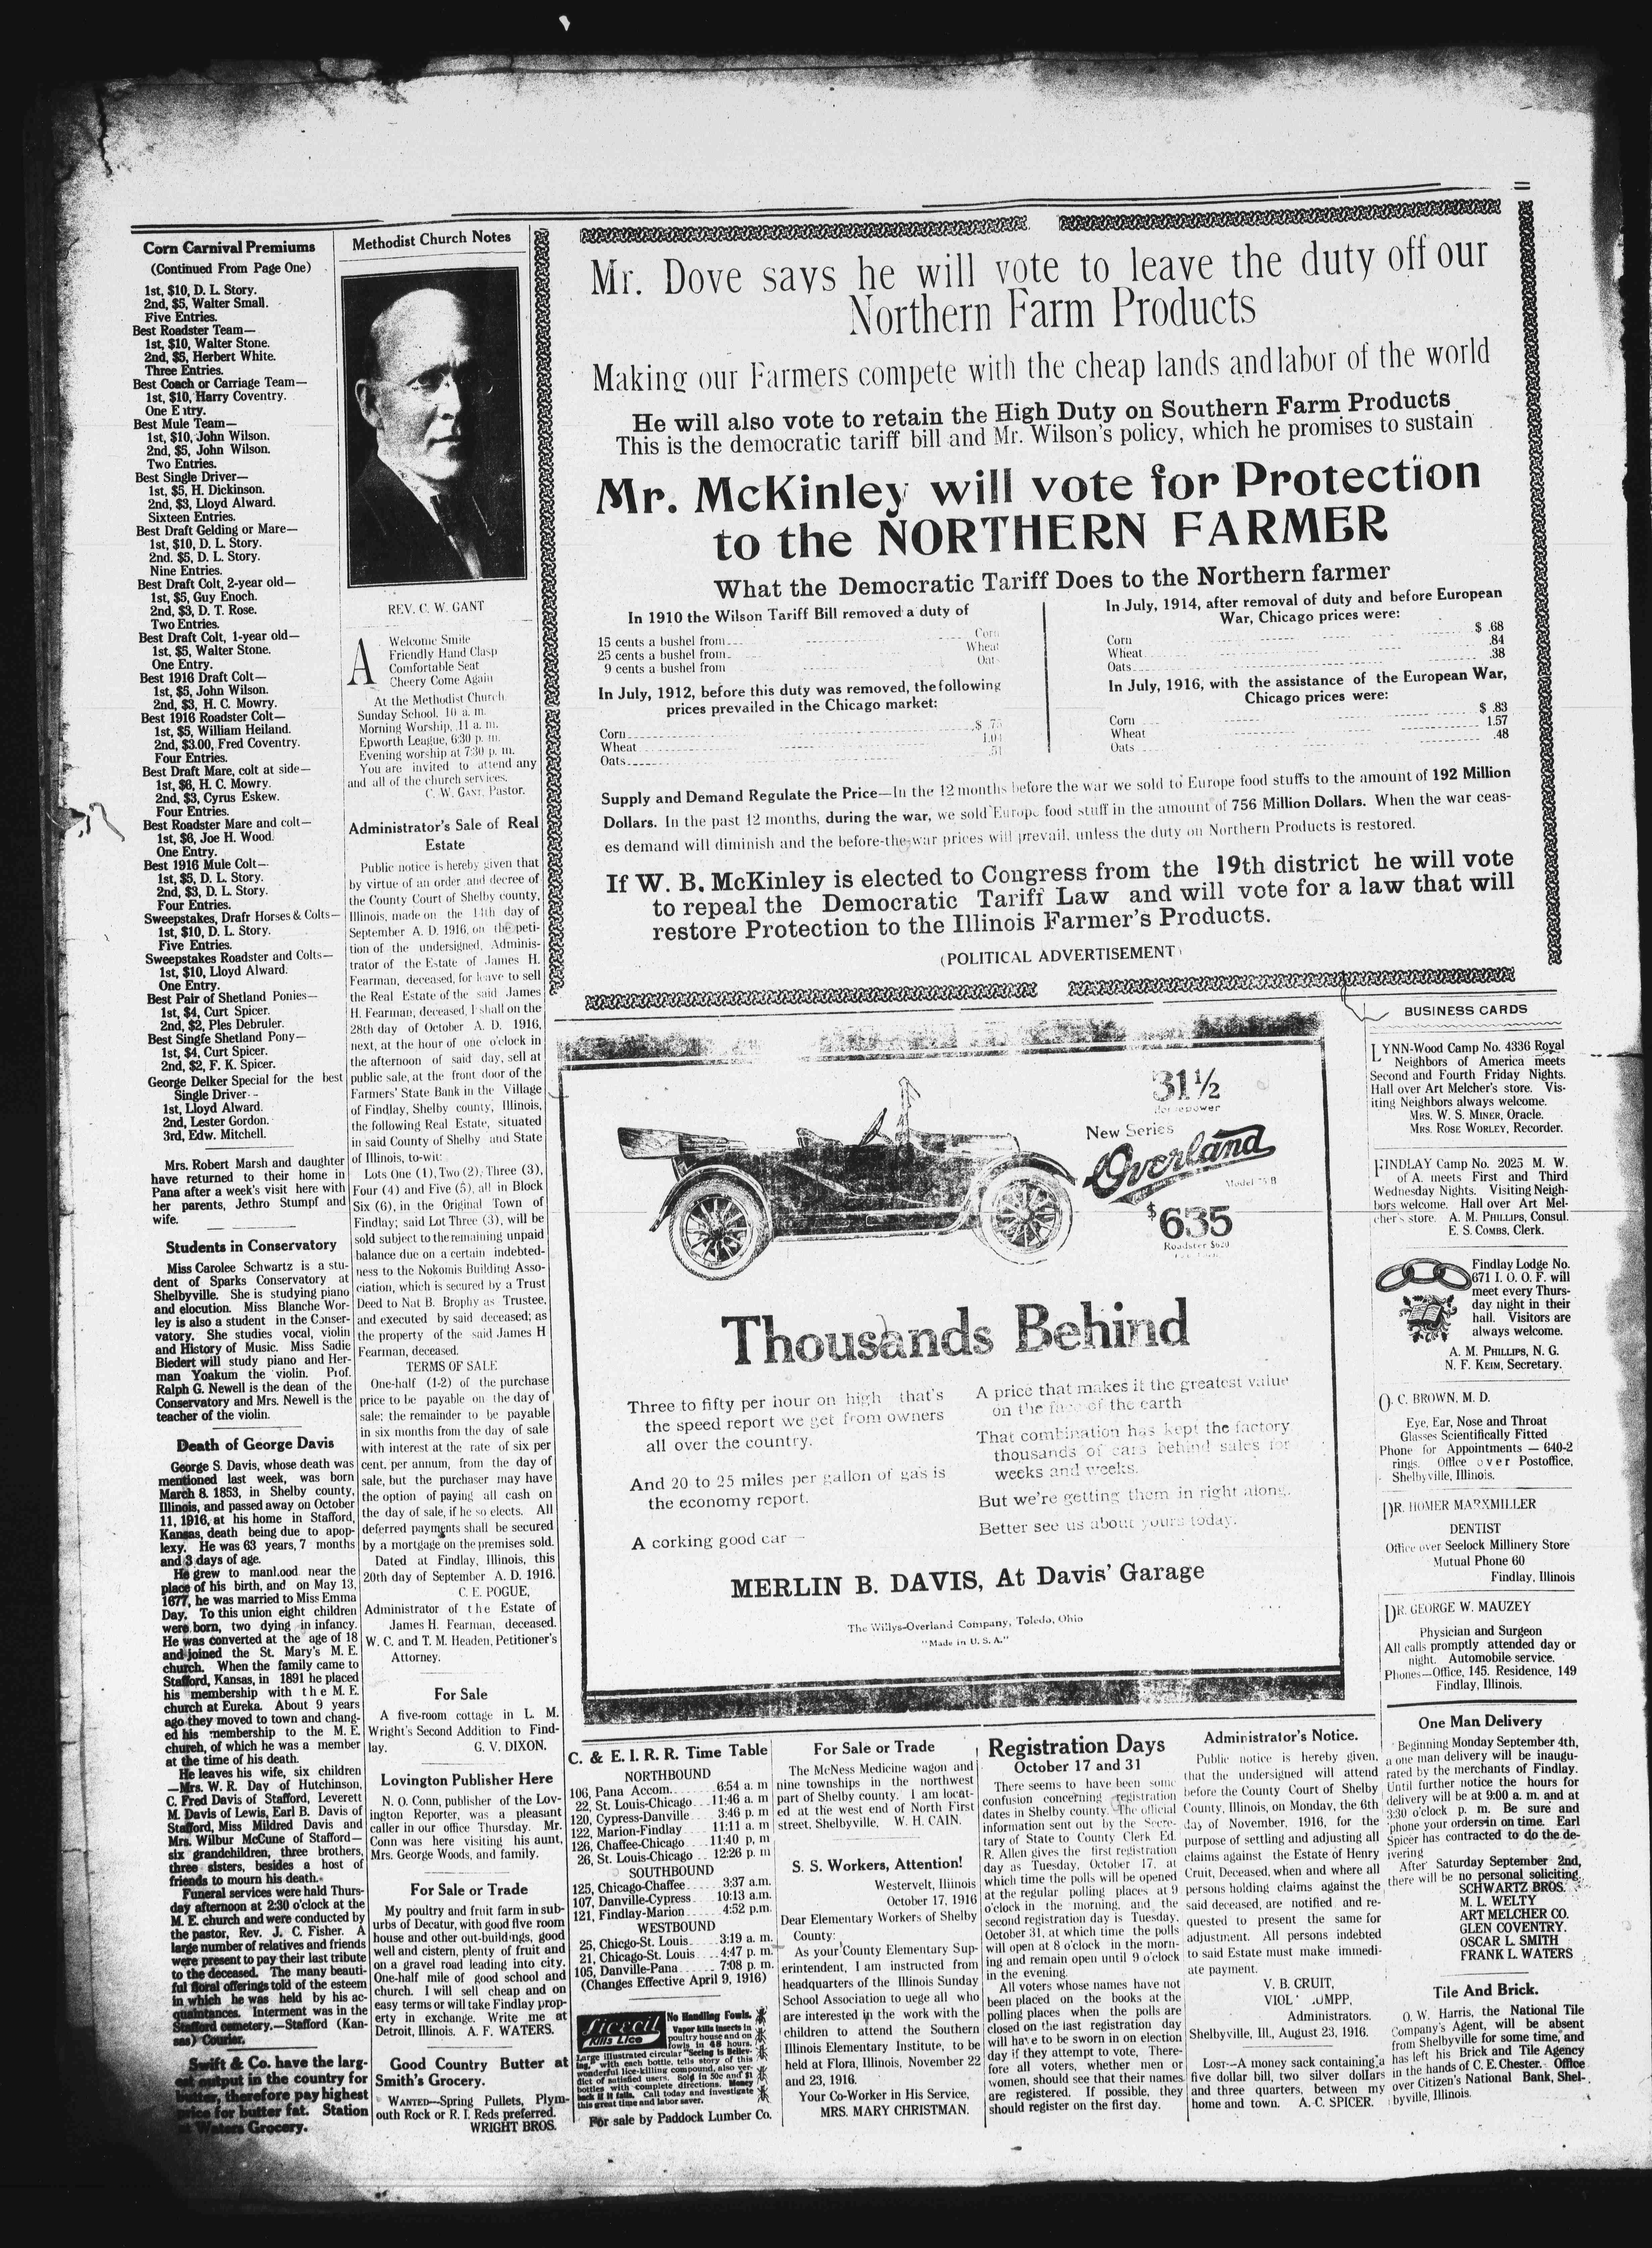 Corn Carnival Premiums
(Continued From Page One)
1st, $10, D. L. Story.
2nd, $5, Walter Small.
Five Entries.
Best Roadster Team—
1st, $10, Walter Stone.
2nd, $5, Herbert White.
Three Entries.
Best Coach or Carriage Team—
1st, $10, Harry Coventry.
One E try.
Best Mule Team—
1st, $10, John Wilson.
2nd, $5, John Wilson.
Two Entries.
Best Single Driver—
1st, $5, H. Dickinson.
2nd, $3, Lloyd Alward.
Sixteen Entries.
Best Draft Gelding or Mare—
1st, $10, D. L. Story.
2nd. $5, D. L. Story.
Nine Entries.
Best Draft Colt, 2-year old—
1st, $5, Guy Enoch.
2nd, $3, D. T. Rose.
Two Entries.
Best Draft Colt, 1-year old—
1st, $5, Walter Stone.
One Entry.
Best 1916 Draft Colt—
1st, $5, John Wilson.
2nd, $3, H. C. Mowry.
Best 1916 Roadster Colt—
1st, $5, William Heiland.
2nd, $3.00, Fred Coventry.
Four Entries.
Best Draft Mare, colt at side—
1st, $6, H. C. Mowry.
2nd, $3, Cyrus Eskew.
Four Entries.
Best Roadster Mare and colt—
1st, $6, Joe H. Wood.
One Entry.
Best 1916 Mule Colt—
1st, $5, D. L. Story.
2nd, $3, D. L. Story.
Four Entries.
Sweepstakes, Drafr Horses & Colts—
1st, $10, D. L. Story.
Five Entries.
Sweepstakes Roadster and Colts—
1st, $10, Lloyd Alward.
One Entry.
Best Pair of Shetland Ponies—
1st, $4, Curt Spicer.
2nd, $2, Ples Debruler.
Best Singfe Shetland Pony—
1st, $4, Curt Spicer.
2nd, $2, F. K. Spicer.
George Delker Special for the best
Single Driver--
1st, Lloyd Alward.
2nd, Lester Gordon.
3rd, Edw. Mitchell.
Mrs. Robert Marsh and daughter
have returned to their home in
Pana after a week's visit here with
her parents, Jethro Stumpf and
wife.
Students in Conservatory
Miss Carolee Schwartz is a stu-
dent of Sparks Conservatory at
Shelbyville. She is studying piano
and elocution. Miss Blanche Wor-
ley is also a student in the Conser-
vatory. She studies vocal, violin
and History of Music. Miss Sadie
Biedert will study piano and Her-
man Yoakum the violin. Prof.
Ralph G. Newell is the dean of the
Conservatory and Mrs. Newell is the
teacher of the violin.
Death of George Davis
George S. Davis, whose death was
mentioned last week, was born
March 8. 1853, in Shelby county,
Illinois, and passed away on October
11, 1916, at his home in Stafford,
Kansas, death being due to apop-
lexy. He was 63 years, 7 months
and 3 days of age.
He grew to manl.ood near the
place of his birth, and on May 13,
1677, he was married to Miss Emma
Day. To this union eight children
were born, two dying in infancy.
He was converted at the age of 18
and joined the St. Mary's M. E.
church. When the family came to
Stafford, Kansas, in 1891 he placed
his membership with the M. E.
church at Eureka. About 9 years
ago they moved to town and chang-
ed his membership to the M. E.
church, of which he was a member
at the time of his death.
He leaves his wife, six children
—Mrs. W. R. Day of Hutchinson,
C. Fred Davis of Stafford, Leverett
M. Davis of Lewis, Earl B. Davis of
Stafford, Miss Mildred Davis and
Mrs. Wilbur McCune of Stafford—
six grandchildren, three brothers,
three sisters, besides a host of
friends to mourn his death.
Funeral services were hald Thurs-
day afternoon at 2:30 o'clock at the
M. E. church and were conducted by
the pastor, Rev. J. C. Fisher. A
large number of relatives and friends
were present to pay their last tribute
to the deceased. The many beauti-
ful floral offerings told of the esteem
in which he was held by his ac-
quaintances. Interment was in the
Stafford cemetery.—Stafford (Kan-
sas) Courier.
Swift & Co. have the larg-
est output in the country for
butter, therefore pay highest
price for butter fat. Station
at Waters Grocery.
Methodist Church Notes
REV. C. W. GANT
A Welcome Smile
Friendly Hand Clasp
Comfortable Seat
Cheery Come Again
At the Methodist Church
Sunday School, 10 a. m.
Morning Worship, 11 a. m.
Epworth League, 6:30 p. m.
Evening worship at 7:30 p. m.
You are invited to attend any
and all of the church services.
C. W. GANT, Pastor.
Administrator's Sale of Real
Estate
Public notice is hereby given that
by virtue of an order and decree of
the County Court of Shelby county,
Illinois, made on the 14th day of
September A. D. 1916, on the peti-
tion of the undersigned, Adminis-
trator of the Estate of James H.
Fearman, deceased, for leave to sell
the Real Estate of the said James
H. Fearman, deceased, I shall on the
28th day of October A. D. 1916,
next, at the hour of one o'clock in
the afternoon of said day, sell at
public sale, at the front door of the
Farmers' State Bank in the Village
of Findlay, Shelby county, Illinois,
the following Real Estate, situated
in said County of Shelby and State
of Illinois, to-wit:
Lots One (1), Two (2), Three (3),
Four (4) and Five (5), all in Block
Six (6), in the Original Town of
Findlay; said Lot Three (3), will be
sold subject to the remaining unpaid
balance due on a certain indebted-
ness to the Nokomis Building Asso-
ciation, which is secured by a Trust
Deed to Nat B. Brophy as Trustee,
and executed by said deceased; as
the property of the said James H
Fearman, deceased.
TERMS OF SALE
One-half (1-2) of the purchase
price to be payable on the day of
sale; the remainder to be payable
in six months from the day of sale
with interest at the rate of six per
cent. per annum, from the day of
sale, but the purchaser may have
the option of paying all cash on
the day of sale, if he so elects. All
deferred payments shall be secured
by a mortgage on the premises sold.
Dated at Findlay, Illinois, this
20th day of September A. D. 1916.
C. E. POGUE,
Administrator of the Estate of
James H. Fearman, deceased.
W. C. and T. M. Headen, Petitioner's
Attorney.
For Sale
A five-room cottage in L. M.
Wright's Second Addition to Find-
lay. G. V. DIXON.
Lovington Publisher Here
N. O. Conn, publisher of the Lov-
ington Reporter, was a pleasant
caller in our office Thursday. Mr.
Conn was here visiting his aunt,
Mrs. George Woods, and family.
For Sale or Trade
My poultry and fruit farm in sub-
urbs of Decatur, with good five room
house and other out-buildings, good
well and cistern, plenty of fruit and
on a gravel road leading into city.
One-half mile of good school and
church. I will sell cheap and on
easy terms or will take Findlay prop-
erty in exchange. Write me at
Detroit, Illinois. A. F. WATERS.
Good Country Butter at
Smith's Grocery.
WANTED—Spring Pullets, Plym-
outh Rock or R. I. Reds preferred.
WRIGHT BROS.
Mr. Dove says he will vote to leave the duty off our
Northern Farm Products
Making our Farmers compete with the cheap lands and labor of the world
He will also vote to retain the High Duty on Southern Farm Products
This is the democratic tariff bill and Mr. Wilson's policy, which he promises to sustain
Mr. McKinley will vote for Protection
to the NORTHERN FARMER
What the Democratic Tariff Does to the Northern farmer
In 1910 the Wilson Tariff Bill removed a duty of
15 cents a bushel from Corn
25 cents a bushel from Wheat
9 cents a bushel from Oats
In July, 1912, before this duty was removed, the following
prices prevailed in the Chicago market:
Corn $ .75
Wheat 1.04
Oats .51
In July, 1914, after removal of duty and before European
War, Chicago prices were:
Corn $ .68
Wheat .84
Oats .38
In July, 1916, with the assistance of the European War,
Chicago prices were:
Corn $ .83
Wheat 1.57
Oats .48
Supply and Demand Regulate the Price—In the 12 months before the war we sold to Europe food stuffs to the amount of 192 Million
Dollars. In the past 12 months, during the war, we sold Europe food stuff in the amount of 756 Million Dollars. When the war ceas-
es demand will diminish and the before-the-war prices will prevail, unless the duty on Northern Products is restored.
If W. B. McKinley is elected to Congress from the 19th district he will vote
to repeal the Democratic Tariff Law and will vote for a law that will
restore Protection to the Illinois Farmer's Products.
(POLITICAL ADVERTISEMENT)
31½
Horsepower
New Series
Overland
Model 75 B
$635
Roadster $620
Thousands Behind
Three to fifty per hour on high that's
the speed report we get from owners
all over the country.
And 20 to 25 miles per gallon of gas is
the economy report.
A corking good car—
A price that makes it the greatest value
on the face of the earth
That combination has kept the factory
thousands of cars behind sales for
weeks and weeks.
But we're getting them in right along.
Better see us about yours today.
MERLIN B. DAVIS, At Davis' Garage
The Willys-Overland Company, Toledo, Ohio
"Made in U. S. A."
C. & E. I. R. R. Time Table
NORTHBOUND
106, Pana Accom. 6:54 a. m
22, St. Louis-Chicago 11:46 a. m
120, Cypress-Danville 3:46 p. m
122, Marion-Findlay 11:11 a. m
126, Chaffee-Chicago 11:40 p. m
26, St. Louis-Chicago 12:26 p. m
SOUTHBOUND
125, Chicago-Chaffee 3:37 a.m.
107, Danville-Cypress 10:13 a.m.
121, Findlay-Marion 4:52 p.m.
WESTBOUND
25, Chicgo-St. Louis 3:19 a. m.
21, Chicago-St. Louis 4:47 p. m.
105, Danville-Pana 7:08 p. m.
(Changes Effective April 9, 1916)
Licecil
Kills Lice
No Handling Fowls.
Vapor kills insects in
poultry house and on
fowls in 48 hours.
Large illustrated circular "Seeing is Believ-
ing," with each bottle, tells story of this
wonderful lice-killing compound, also ver-
dict of satisfied users. Sold in 50c and $1
bottles with complete directions. Money
back if it fails. Call today and investigate
this great time and labor saver.
For sale by Paddock Lumber Co.
For Sale or Trade
The McNess Medicine wagon and
nine townships in the northwest
part of Shelby county. I am locat-
ed at the west end of North First
street, Shelbyville, W. H. CAIN.
S. S. Workers, Attention!
Westervelt, Illinois
October 17, 1916
Dear Elementary Workers of Shelby
County:
As your County Elementary Sup-
erintendent, I am instructed from
headquarters of the Illinois Sunday
School Association to uege all who
are interested in the work with the
children to attend the Southern
Illinois Elementary Institute, to be
held at Flora, Illinois, November 22
and 23, 1916.
Your Co-Worker in His Service,
MRS. MARY CHRISTMAN.
Registration Days
October 17 and 31
There seems to have been some
confusion concerning registration
dates in Shelby county. The official
information sent out by the Secre-
tary of State to County Clerk Ed.
R. Allen gives the first registration
day as Tuesday, October 17, at
which time the polls will be opened
at the regular polling places at 9
o'clock in the morning, and the
second registration day is Tuesday,
October 31, at which time the polls
will open at 8 o'clock in the morn-
ing and remain open until 9 o'clock
in the evening.
All voters whose names have not
been placed on the books at the
polling places when the polls are
closed on the last registration day
will have to be sworn in on election
day if they attempt to vote, There-
fore all voters, whether men or
women, should see that their names
are registered. If possible, they
should register on the first day.
Administrator's Notice.
Public notice is hereby given,
that the undersigned will attend
before the County Court of Shelby
County, Illinois, on Monday, the 6th
day of November, 1916, for the
purpose of settling and adjusting all
claims against the Estate of Henry
Cruit, Deceased, when and where all
persons holding claims against the
said deceased, are notified and re-
quested to present the same for
adjustment. All persons indebted
to said Estate must make immedi-
ate payment.
V. B. CRUIT,
VIOL UMPP,
Administrators.
Shelbyville, Ill., August 23, 1916.
Lost--A money sack containing a
five dollar bill, two silver dollars
and three quarters, between my
home and town. A. C. SPICER.
BUSINESS CARDS
LYNN-Wood Camp No. 4336 Royal
Neighbors of America meets
Second and Fourth Friday Nights.
Hall over Art Melcher's store. Vis-
iting Neighbors always welcome.
MRS. W. S. MINER, Oracle.
MRS. ROSE WORLEY, Recorder.
FINDLAY Camp No. 2025 M. W.
of A. meets First and Third
Wednesday Nights. Visiting Neigh-
bors welcome. Hall over Art Mel-
cher's store. A. M. PHILLIPS, Consul.
E. S. COMBS, Clerk.
Findlay Lodge No.
671 I. O. O. F. will
meet every Thurs-
day night in their
hall. Visitors are
always welcome.
A. M. PHILLIPS, N. G.
N. F. KEIM, Secretary.
O. C. BROWN, M. D.
Eye, Ear, Nose and Throat
Glasses Scientifically Fitted
Phone for Appointments — 640-2
rings. Office over Postoffice,
Shelbyville, Illinois.
DR. HOMER MARXMILLER
DENTIST
Office over Seelock Millinery Store
Mutual Phone 60
Findlay, Illinois
DR. GEORGE W. MAUZEY
Physician and Surgeon
All calls promptly attended day or
night. Automobile service.
Phones—Office, 145. Residence, 149
Findlay, Illinois.
One Man Delivery
Beginning Monday September 4th,
a one man delivery will be inaugu-
rated by the merchants of Findlay.
Until further notice the hours for
delivery will be at 9:00 a. m. and at
3:30 o'clock p. m. Be sure and
'phone your orders in on time. Earl
Spicer has contracted to do the de-
ivering
After Saturday September 2nd,
there will be no personal soliciting.
SCHWARTZ BROS.
M. L. WELTY
ART MELCHER CO.
GLEN COVENTRY.
OSCAR L. SMITH
FRANK L. WATERS
Tile And Brick.
O. W. Harris, the National Tile
Company's Agent, will be absent
from Shelbyville for some time, and
has left his Brick and Tile Agency
in the hands of C. E. Chester. Office
over Citizen's National Bank, Shel-
byville, Illinois.